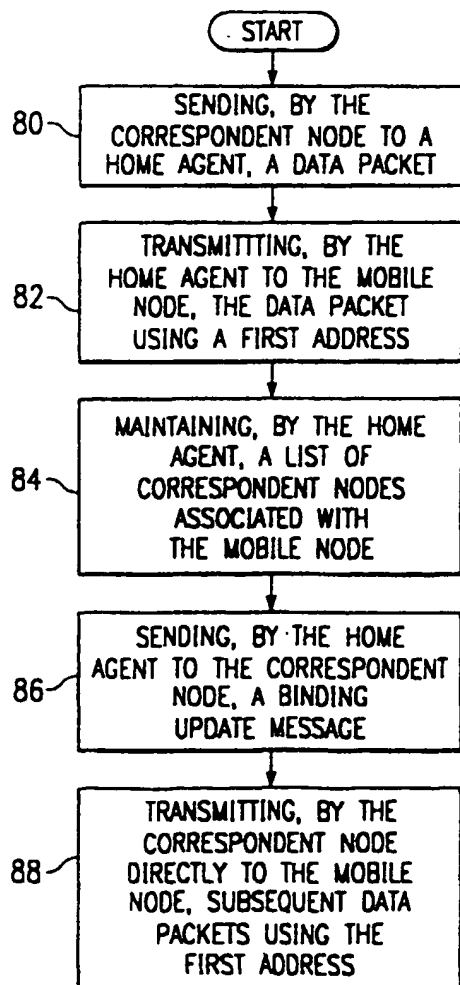 START
80
SENDING, BY THE
CORRESPONDENT NODE TO A
HOME AGENT, A DATA PACKET
82
TRANSMITTTING, BY THE
HOME AGENT TO THE MOBILE
NODE, THE DATA PACKET
USING A FIRST ADDRESS
84
MAINTAINING, BY THE HOME
AGENT, A LIST OF
CORRESPONDENT NODES
ASSOCIATED WITH
THE MOBILE NODE
86
SENDING, BY THE HOME
AGENT TO THE CORRESPONDENT
NODE, A BINDING
UPDATE MESSAGE
88
TRANSMITTING, BY THE
CORRESPONDENT NODE
DIRECTLY TO THE MOBILE
NODE, SUBSEQUENT DATA
PACKETS USING THE
FIRST ADDRESS